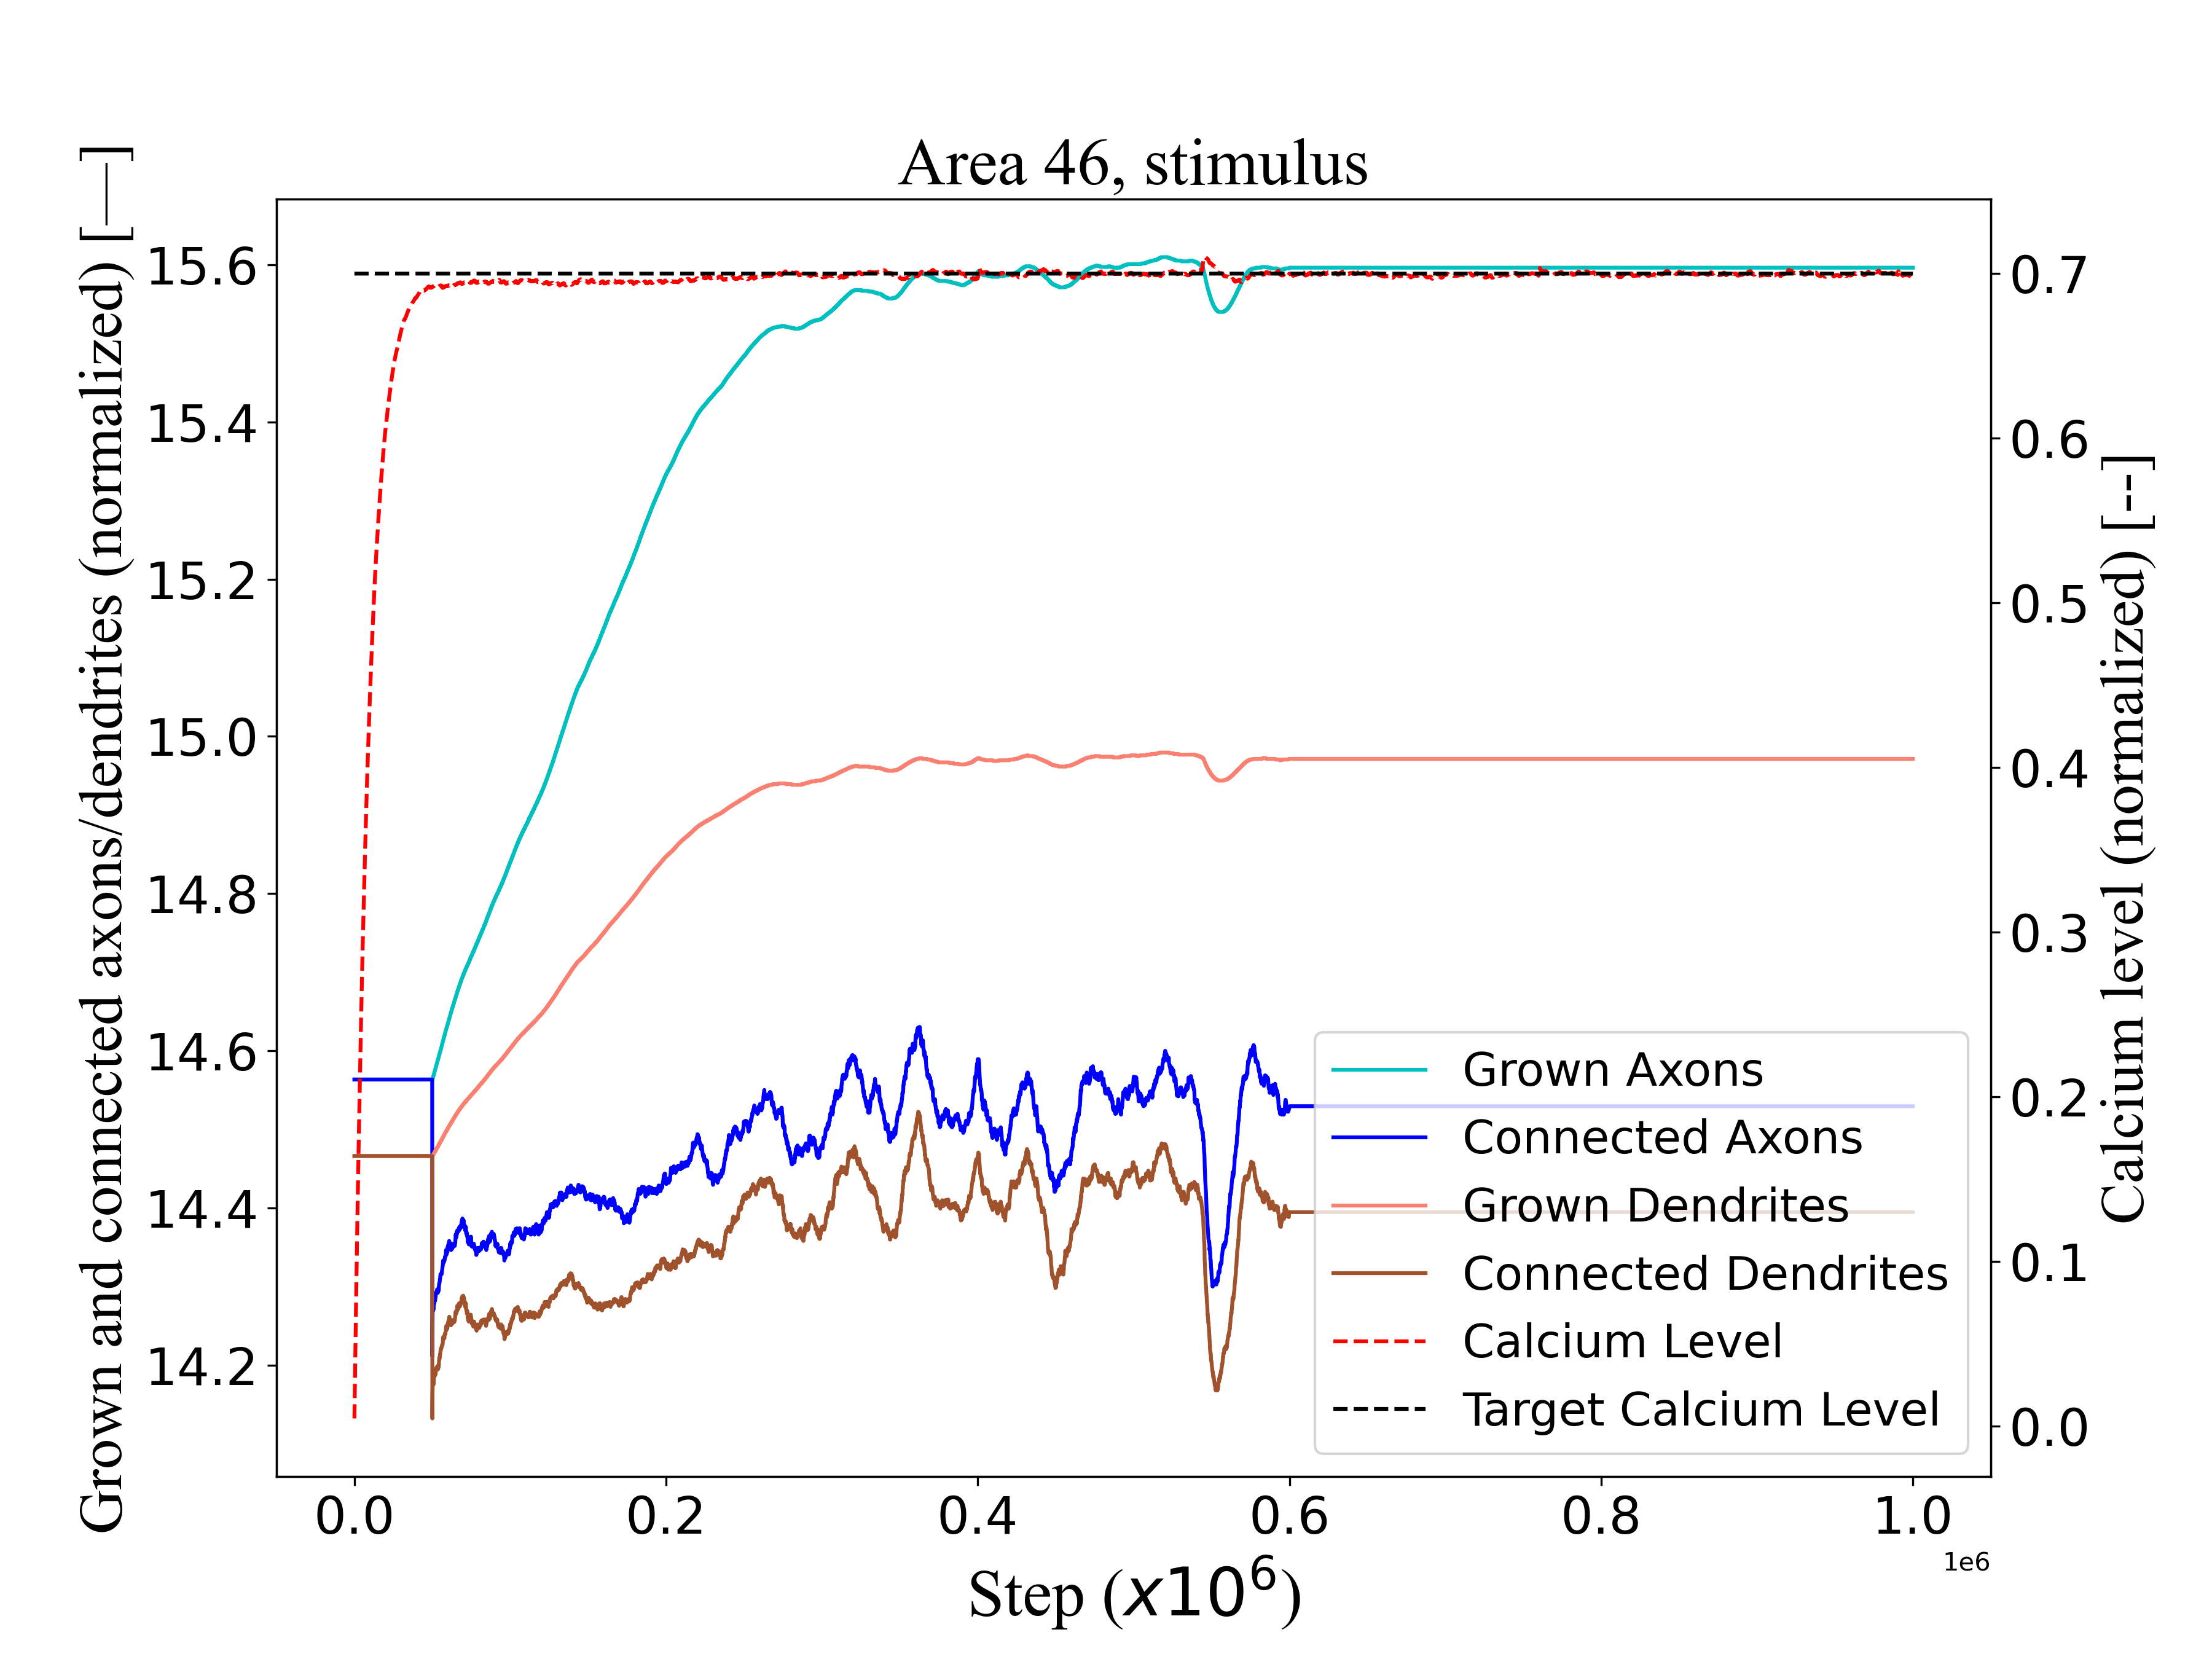 Area 46, stimulus
Grown and connected axons/dendrites (normalized) [—]
15.6
15.4
15.2
15.0
14.8
14.6
14.4
14.2
0.7
0.6
0.5
0.4
0.3
0.2
0.1
0.0
Calcium level (normalized) [--]
Grown Axons
Connected Axons
Grown Dendrites
Connected Dendrites
Calcium Level
Target Calcium Level
0.0 0.2 0.4 0.6 0.8 1.0
1e6
Step (x10⁶)